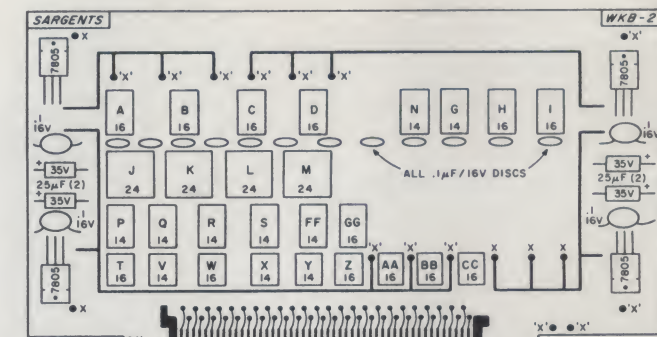 SARGENTS WKB-2
X 'X' 'X' 'X' 'X' 'X' 'X' 'X'
7805 7805
A B C D N G H I
16 16 16 16 14 14 16 16
.1 16V .1 16V
ALL .1µF/16V DISCS
J K L M
24 24 24 24
+ 35V + 35V
25µF (2) 25µF (2)
+ 35V + 35V
.1 16V .1 16V
P Q R S FF GG
14 14 14 14 14 16
'X' 'X' 'X' X X X
T V W X Y Z AA BB CC
16 14 16 14 14 16 16 16 16
7805 7805
X 'X'
'X' 'X'